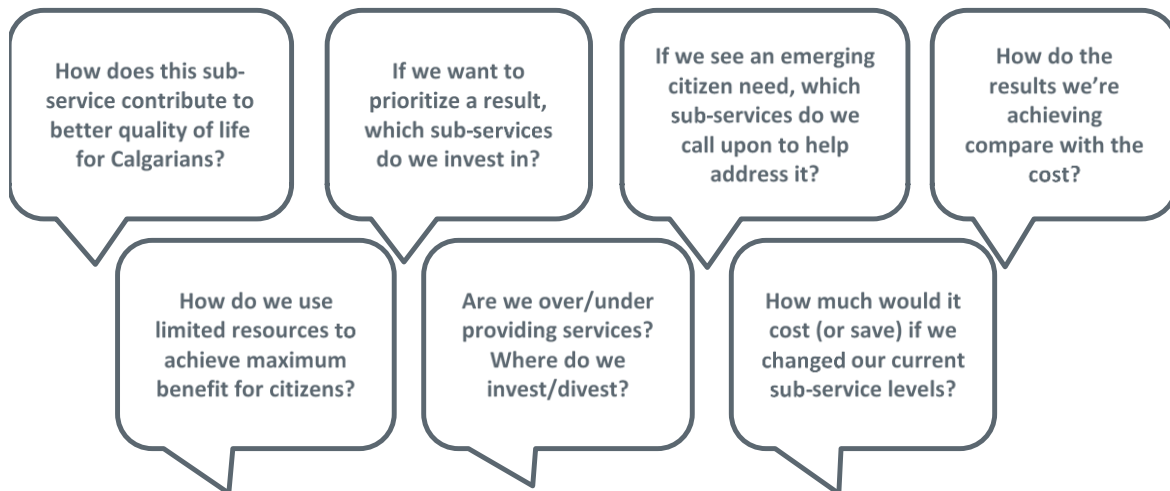 How does this sub-
service contribute to
better quality of life
for Calgarians?
If we want to
prioritize a result,
which sub-services
do we invest in?
If we see an emerging
citizen need, which
sub-services do we
call upon to help
address it?
How do the
results we’re
achieving
compare with the
cost?
How do we use
limited resources to
achieve maximum
benefit for citizens?
Are we over/under
providing services?
Where do we
invest/divest?
How much would it
cost (or save) if we
changed our current
sub-service levels?